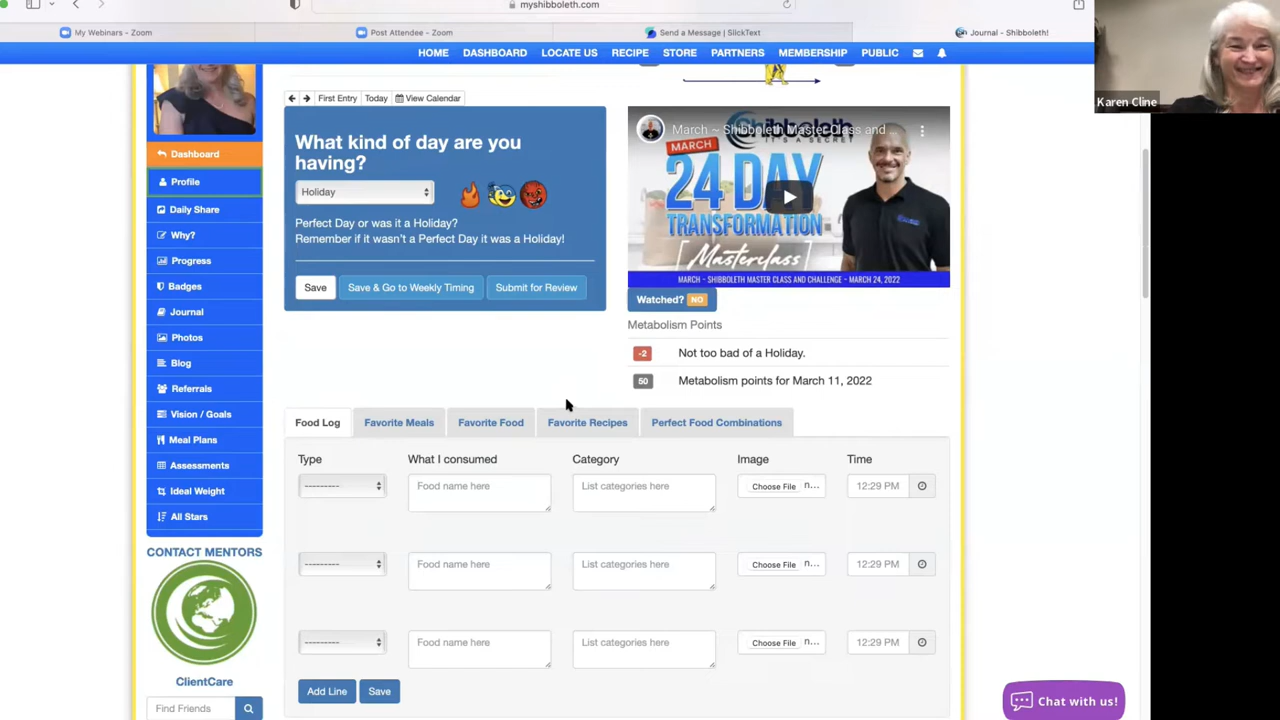 myshibboleth.com
My Webinars - Zoom
Post Attendee - Zoom
Send a Message | SlickText
Journal - Shibboleth!
HOME DASHBOARD LOCATE US RECIPE STORE PARTNERS MEMBERSHIP PUBLIC
Karen Cline
First Entry Today View Calendar
What kind of day are you
having?
Holiday
Perfect Day or was it a Holiday?
Remember if it wasn't a Perfect Day it was a Holiday!
Save Save & Go to Weekly Timing Submit for Review
March ~ Shibboleth Master Class and ...
Shibboleth
IT'S A SECRET
MARCH
24 DAY
TRANSFORMATION
Masterclass
MARCH ~ SHIBBOLETH MASTER CLASS AND CHALLENGE ~ MARCH 24, 2022
Watched? NO
Metabolism Points
-2 Not too bad of a Holiday.
50 Metabolism points for March 11, 2022
Dashboard
Profile
Daily Share
Why?
Progress
Badges
Journal
Photos
Blog
Referrals
Vision / Goals
Meal Plans
Assessments
Ideal Weight
All Stars
CONTACT MENTORS
ClientCare
Find Friends
Food Log Favorite Meals Favorite Food Favorite Recipes Perfect Food Combinations
Type What I consumed Category Image Time
--------- Food name here List categories here Choose File n... 12:29 PM
--------- Food name here List categories here Choose File n... 12:29 PM
--------- Food name here List categories here Choose File n... 12:29 PM
Add Line Save
Chat with us!